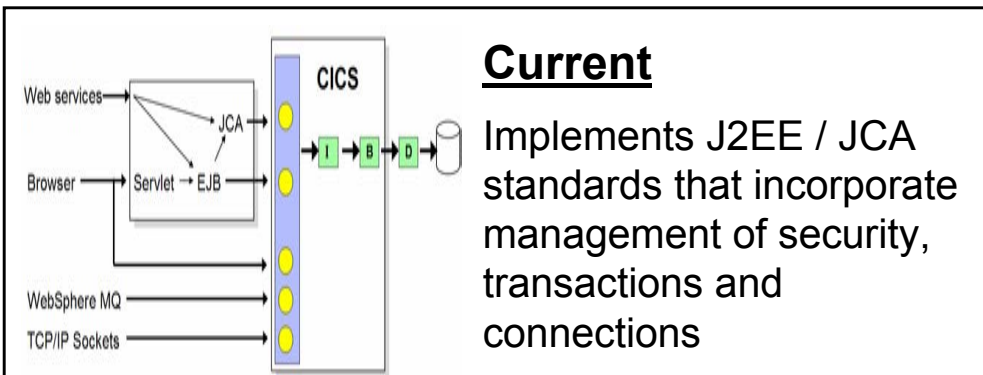 CICS
Web services
JCA
I
B
D
Browser
Servlet
EJB
WebSphere MQ
TCP/IP Sockets
Current
Implements J2EE / JCA
standards that incorporate
management of security,
transactions and
connections